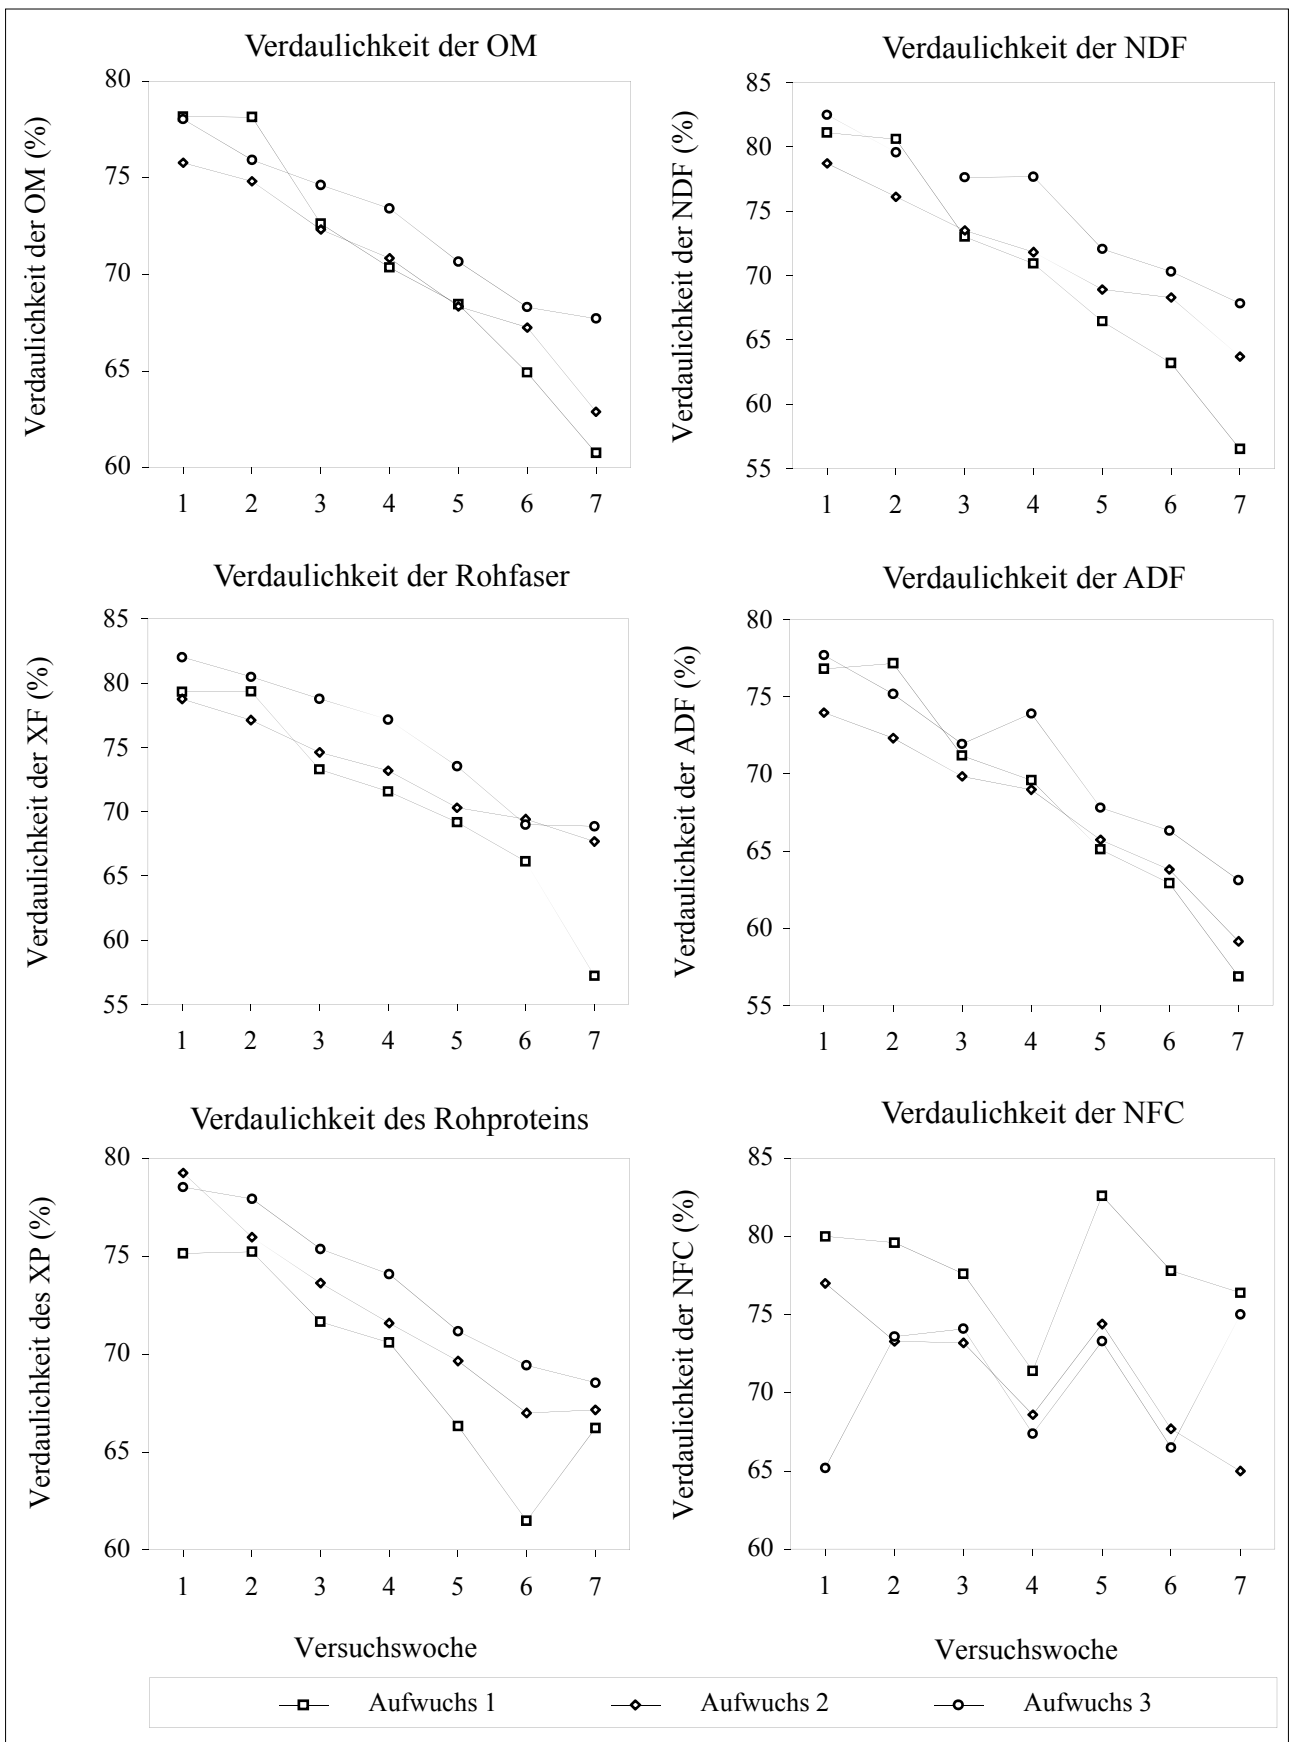 Verdaulichkeit der OM
Verdaulichkeit der OM (%)
80
75
70
65
60
1 2 3 4 5 6 7
Verdaulichkeit der NDF
Verdaulichkeit der NDF (%)
85
80
75
70
65
60
55
1 2 3 4 5 6 7
Verdaulichkeit der Rohfaser
Verdaulichkeit der XF (%)
85
80
75
70
65
60
55
1 2 3 4 5 6 7
Verdaulichkeit der ADF
Verdaulichkeit der ADF (%)
80
75
70
65
60
55
1 2 3 4 5 6 7
Verdaulichkeit des Rohproteins
Verdaulichkeit des XP (%)
80
75
70
65
60
1 2 3 4 5 6 7
Versuchswoche
Verdaulichkeit der NFC
Verdaulichkeit der NFC (%)
85
80
75
70
65
60
1 2 3 4 5 6 7
Versuchswoche
Aufwuchs 1 Aufwuchs 2 Aufwuchs 3